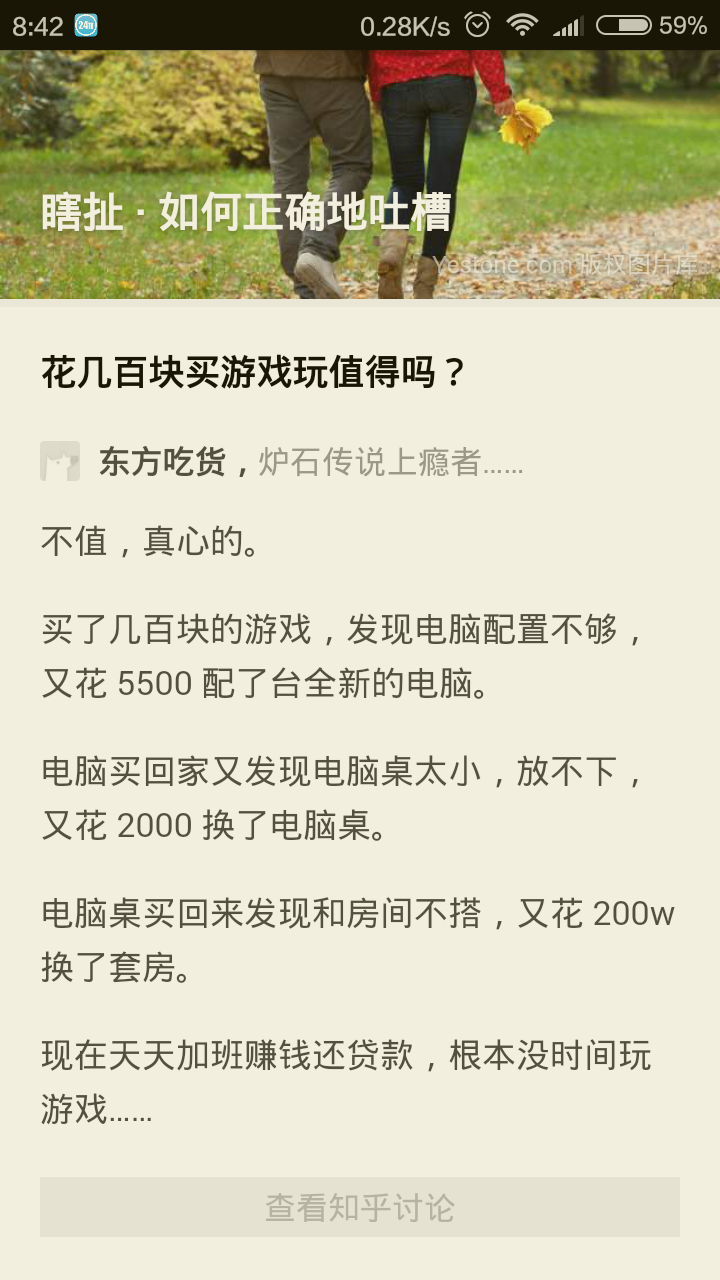 8:42 24π 0.28K/s 59%
瞎扯 · 如何正确地吐槽
Yestone.com 版权图片库
花几百块买游戏玩值得吗？
东方吃货，炉石传说上瘾者……
不值，真心的。
买了几百块的游戏，发现电脑配置不够，
又花 5500 配了台全新的电脑。
电脑买回家又发现电脑桌太小，放不下，
又花 2000 换了电脑桌。
电脑桌买回来发现和房间不搭，又花 200w
换了套房。
现在天天加班赚钱还贷款，根本没时间玩
游戏……
查看知乎讨论